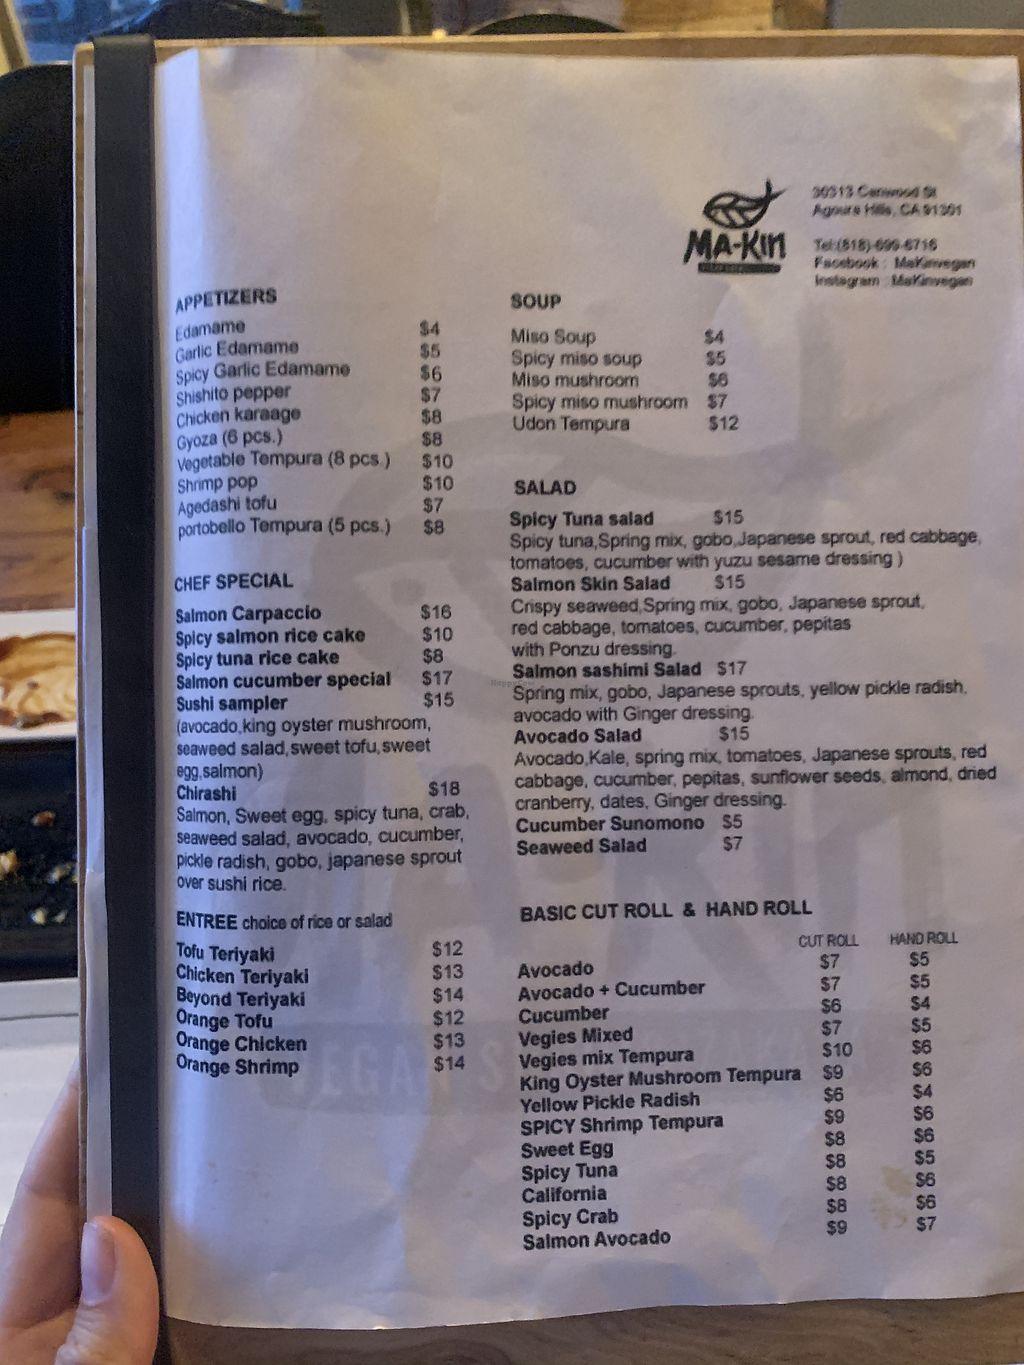 MA-Kin
30313 Canwood St
Agoura Hills, CA 91301
Tel:(818)-699-6716
Facebook : MaKinvegan
Instagram : MaKinvegan
APPETIZERS
Edamame $4
Garlic Edamame $5
Spicy Garlic Edamame $6
Shishito pepper $7
Chicken karaage $8
Gyoza (6 pcs.) $8
Vegetable Tempura (8 pcs.) $10
Shrimp pop $10
Agedashi tofu $7
portobello Tempura (5 pcs.) $8
CHEF SPECIAL
Salmon Carpaccio $16
Spicy salmon rice cake $10
Spicy tuna rice cake $8
Salmon cucumber special $17
Sushi sampler $15
(avocado,king oyster mushroom,
seaweed salad,sweet tofu,sweet
egg,salmon)
Chirashi $18
Salmon, Sweet egg, spicy tuna, crab,
seaweed salad, avocado, cucumber,
pickle radish, gobo, japanese sprout
over sushi rice.
ENTREE choice of rice or salad
Tofu Teriyaki $12
Chicken Teriyaki $13
Beyond Teriyaki $14
Orange Tofu $12
Orange Chicken $13
Orange Shrimp $14
SOUP
Miso Soup $4
Spicy miso soup $5
Miso mushroom $6
Spicy miso mushroom $7
Udon Tempura $12
SALAD
Spicy Tuna salad $15
Spicy tuna,Spring mix, gobo,Japanese sprout, red cabbage,
tomatoes, cucumber with yuzu sesame dressing )
Salmon Skin Salad $15
Crispy seaweed,Spring mix, gobo, Japanese sprout,
red cabbage, tomatoes, cucumber, pepitas
with Ponzu dressing.
Salmon sashimi Salad $17
Spring mix, gobo, Japanese sprouts, yellow pickle radish,
avocado with Ginger dressing.
Avocado Salad $15
Avocado,Kale, spring mix, tomatoes, Japanese sprouts, red
cabbage, cucumber, pepitas, sunflower seeds, almond, dried
cranberry, dates, Ginger dressing.
Cucumber Sunomono $5
Seaweed Salad $7
BASIC CUT ROLL & HAND ROLL
CUT ROLL HAND ROLL
Avocado $7 $5
Avocado + Cucumber $7 $5
Cucumber $6 $4
Vegies Mixed $7 $5
Vegies mix Tempura $10 $6
King Oyster Mushroom Tempura $9 $6
Yellow Pickle Radish $6 $4
SPICY Shrimp Tempura $9 $6
Sweet Egg $8 $6
Spicy Tuna $8 $5
California $8 $6
Spicy Crab $8 $6
Salmon Avocado $9 $7